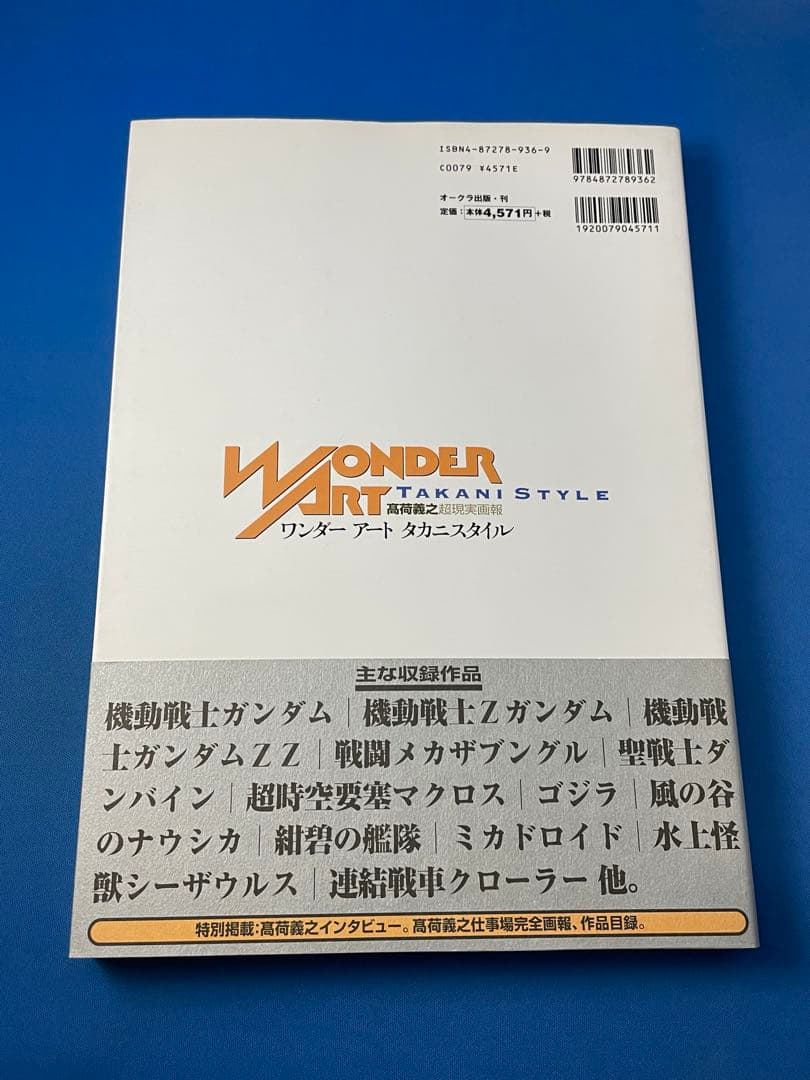 ISBN4-87278-936-9
C0079 ¥4571E
9784872789362
オークラ出版・刊
定価：本体4,571円＋税
1920079045711
WONDER
ART TAKANI STYLE
髙荷義之超現実画報
ワンダー アート タカニスタイル
主な収録作品
機動戦士ガンダム｜機動戦士Ζガンダム｜機動戦
士ガンダムＺＺ｜戦闘メカザブングル｜聖戦士ダ
ンバイン｜超時空要塞マクロス｜ゴジラ｜風の谷
のナウシカ｜紺碧の艦隊｜ミカドロイド｜水上怪
獣シーザウルス｜連結戦車クローラー 他。
特別掲載:髙荷義之インタビュー。髙荷義之仕事場完全画報、作品目録。